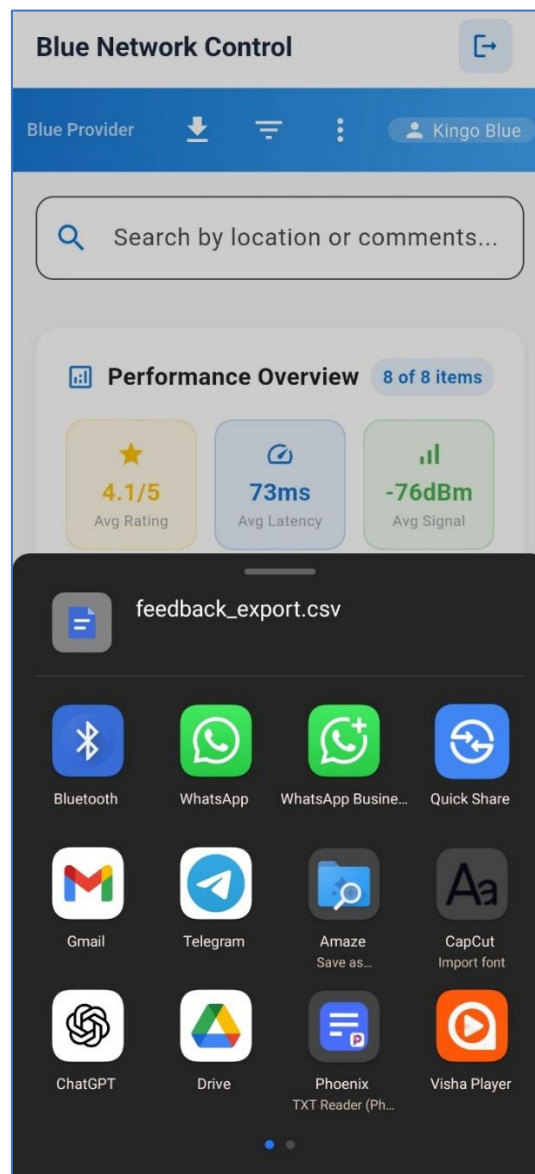 Blue Network Control
Blue Provider
Kingo Blue
Search by location or comments...
Performance Overview
8 of 8 items
4.1/5
73ms
-76dBm
Avg Rating
Avg Latency
Avg Signal
feedback_export.csv
Bluetooth
WhatsApp
WhatsApp Busine...
Quick Share
Gmail
Telegram
Amaze
CapCut
Save as...
Aa
Import font
ChatGPT
Drive
Phoenix
Visha Player
TXT Reader (Ph...